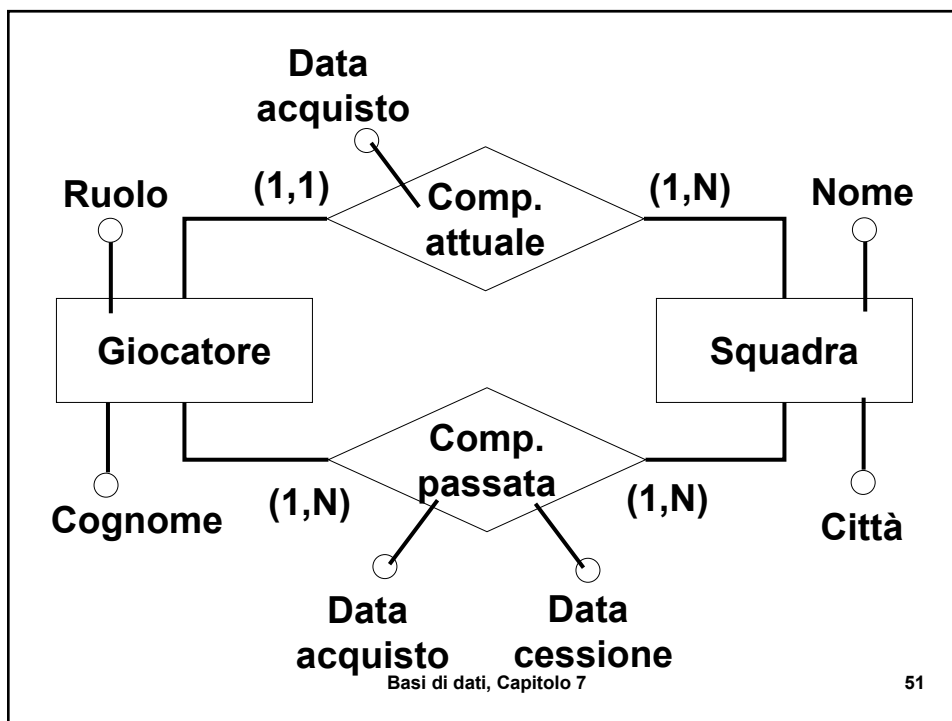 Data
acquisto
Ruolo
(1,1)
Comp.
attuale
(1,N)
Nome
Giocatore
Squadra
Cognome
(1,N)
Comp.
passata
(1,N)
Città
Data
acquisto
Data
cessione
Basi di dati, Capitolo 7
51